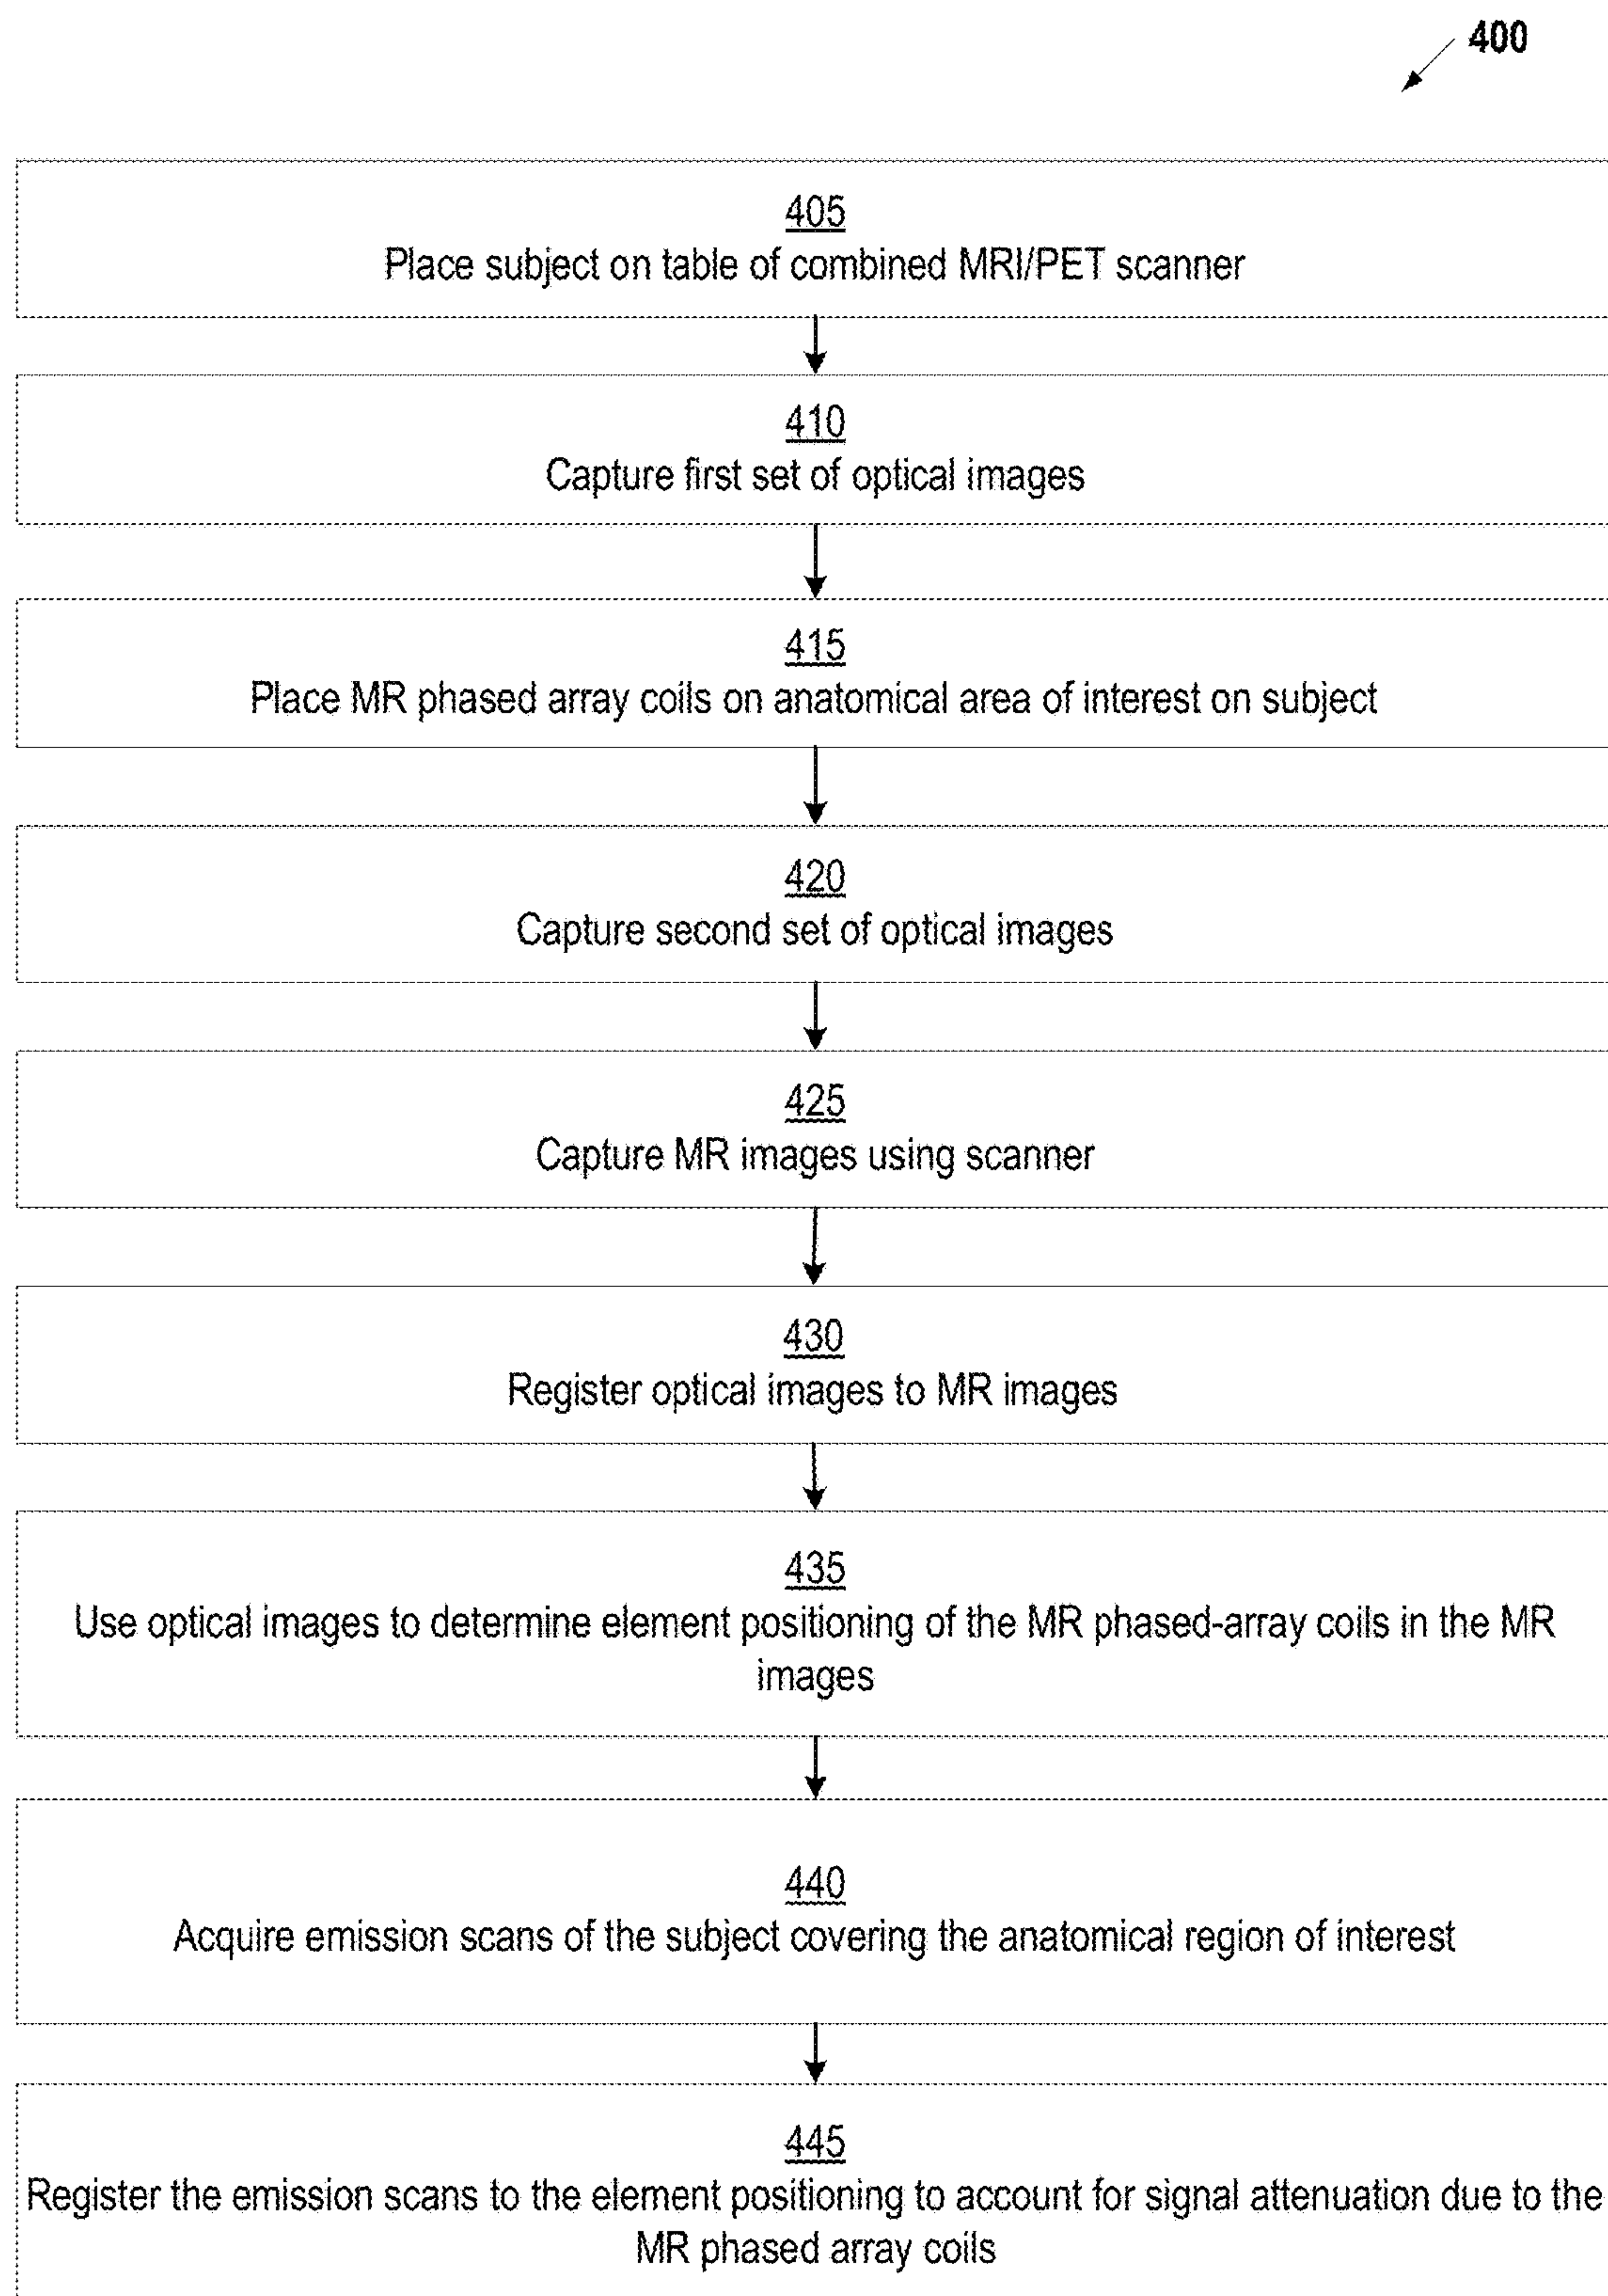 400
405
Place subject on table of combined MRI/PET scanner
410
Capture first set of optical images
415
Place MR phased array coils on anatomical area of interest on subject
420
Capture second set of optical images
425
Capture MR images using scanner
430
Register optical images to MR images
435
Use optical images to determine element positioning of the MR phased-array coils in the MR
images
440
Acquire emission scans of the subject covering the anatomical region of interest
445
Register the emission scans to the element positioning to account for signal attenuation due to the
MR phased array coils